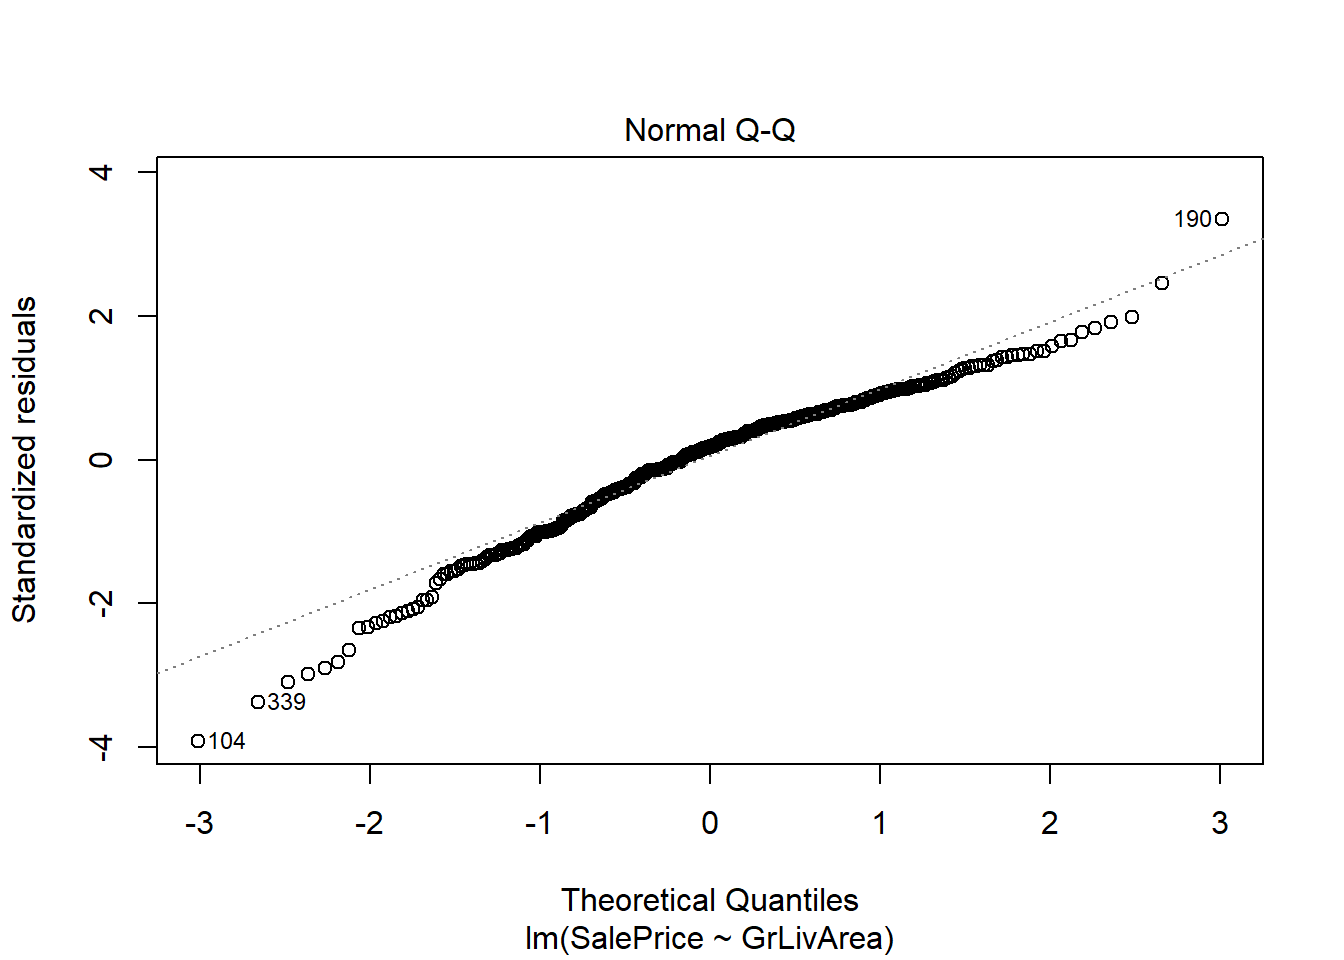 Normal Q-Q
Standardized residuals
4
2
0
-2
-4
190
339
104
-3 -2 -1 0 1 2 3
Theoretical Quantiles
lm(SalePrice ~ GrLivArea)